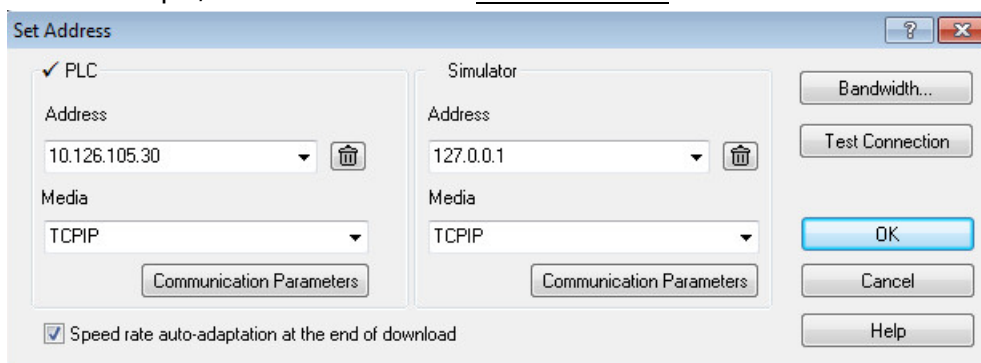 Set Address
PLC
Simulator
Bandwidth...
Address
Address
Test Connection
10.126.105.30
127.0.0.1
Media
Media
TCPIP
TCPIP
OK
Communication Parameters
Communication Parameters
Cancel
Speed rate auto-adaptation at the end of download
Help